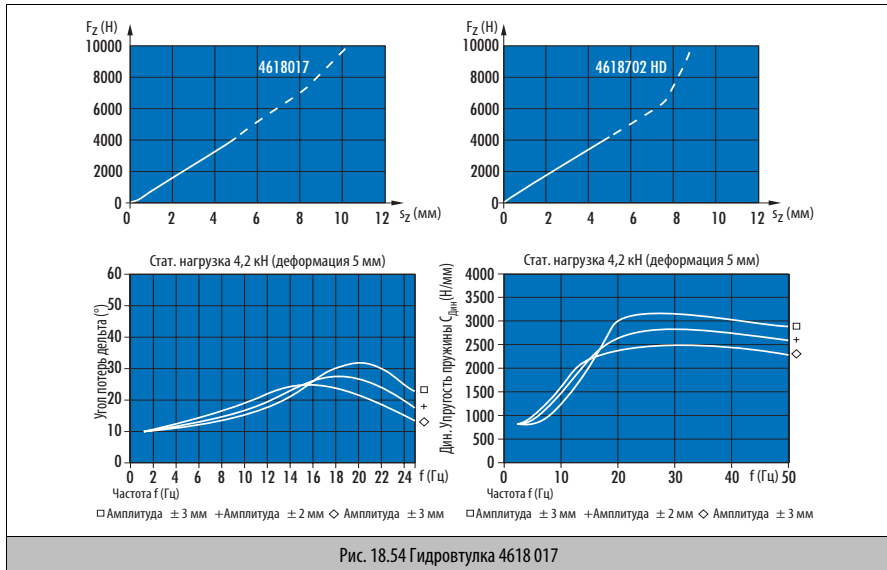 Fz (Н)
10000
8000
6000
4000
2000
0
4618017
0 2 4 6 8 10 12 sz (мм)
Fz (Н)
10000
8000
6000
4000
2000
0
4618702 HD
0 2 4 6 8 10 12 sz (мм)
Стат. нагрузка 4,2 кН (деформация 5 мм)
Угол потерь дельта (°)
60
50
40
30
20
10
0
0 2 4 6 8 10 12 14 16 18 20 22 24 f (Гц)
Частота f (Гц)
□ Амплитуда ± 3 мм +Амплитуда ± 2 мм ◇ Амплитуда ± 3 мм
Стат. нагрузка 4,2 кН (деформация 5 мм)
Дин. Упругость пружины CДин (Н/мм)
4000
3500
3000
2500
2000
1000
1000
500
0
0 10 20 30 40 50
f (Гц)
Частота f (Гц)
□ Амплитуда ± 3 мм +Амплитуда ± 2 мм ◇ Амплитуда ± 3 мм
Рис. 18.54 Гидровтулка 4618 017